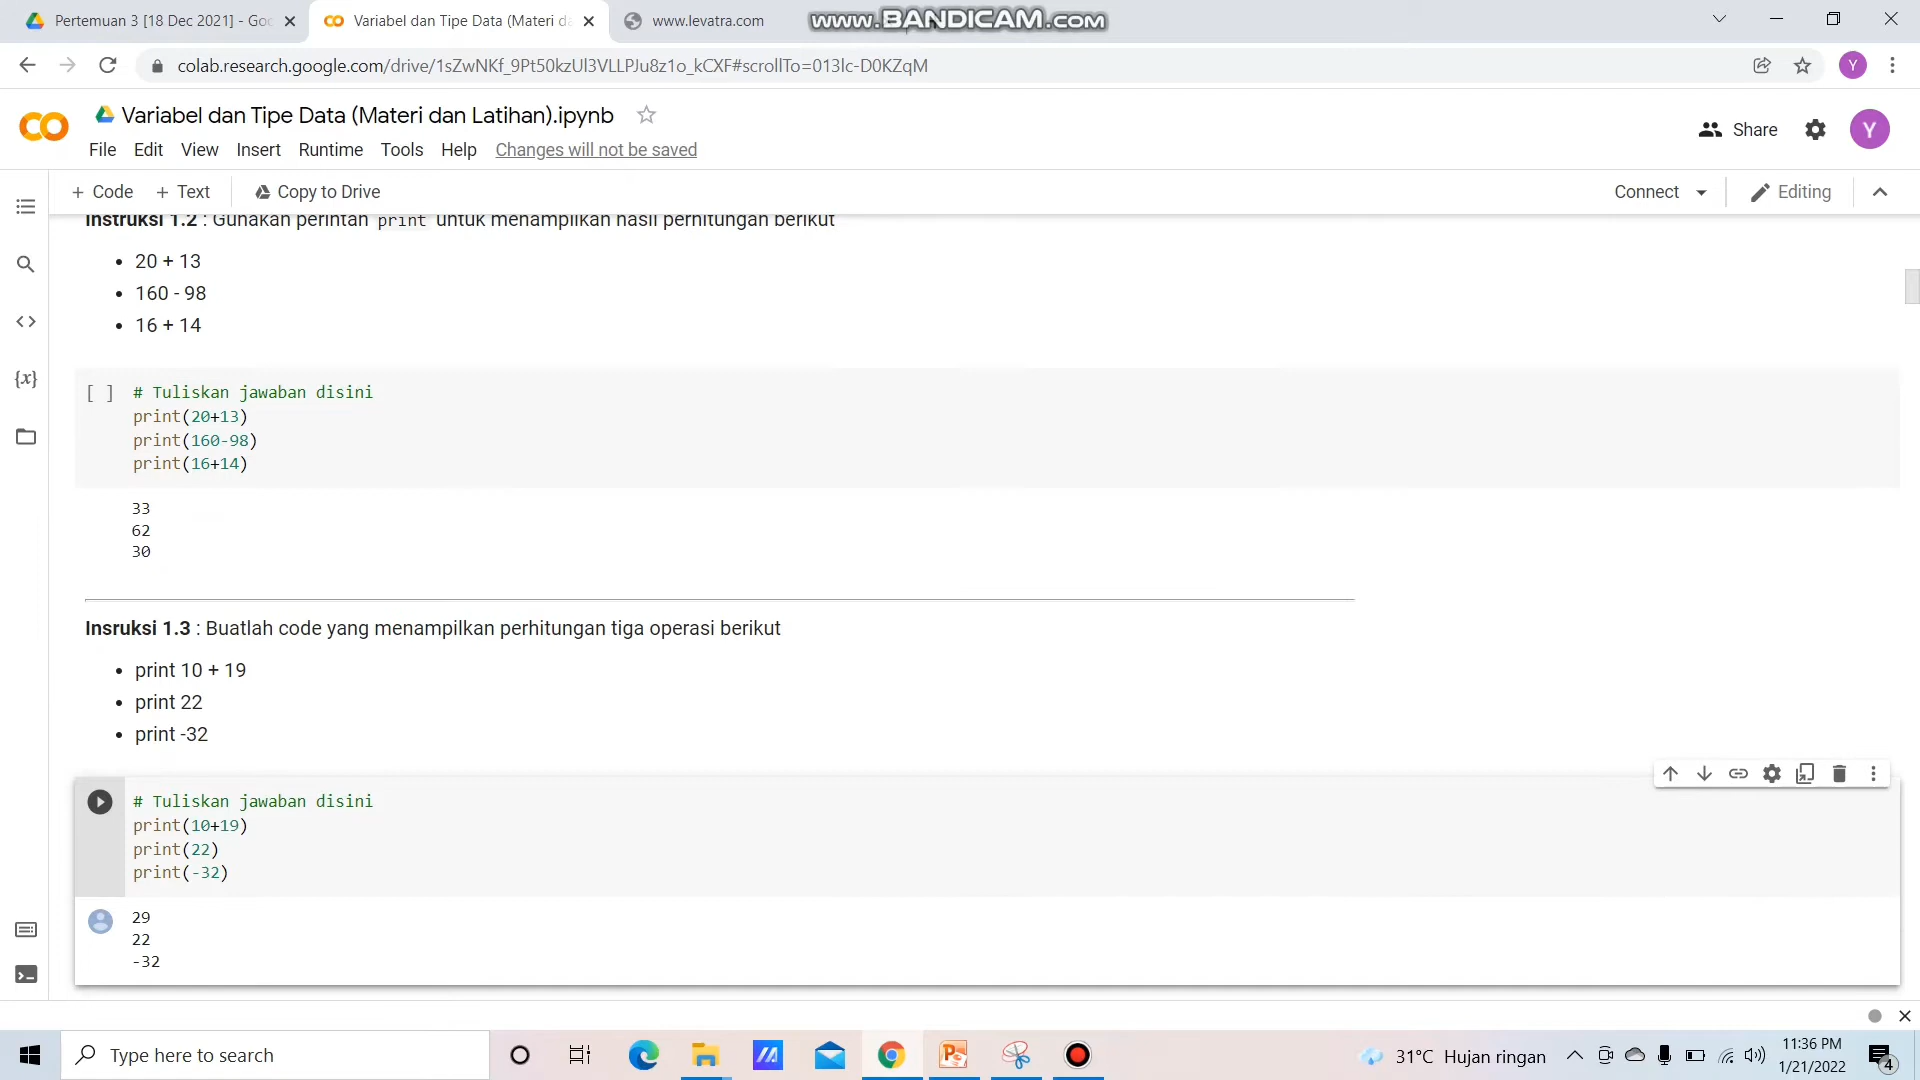 Pertemuan 3 [18 Dec 2021] - Goo
Variabel dan Tipe Data (Materi da
www.levatra.com
www.BANDICAM.com
colab.research.google.com/drive/1sZwNKf_9Pt50kzUl3VLLPJu8z1o_kCXF#scrollTo=013lc-D0KZqM
Y
CO
Variabel dan Tipe Data (Materi dan Latihan).ipynb
Share
Y
File Edit View Insert Runtime Tools Help Changes will not be saved
+ Code + Text Copy to Drive
Connect
Editing
Instruksi 1.2 : Gunakan perintah print untuk menampilkan hasil perhitungan berikut
• 20 + 13
• 160 - 98
• 16 + 14
{x}
[ ] # Tuliskan jawaban disini
print(20+13)
print(160-98)
print(16+14)
33
62
30
Insruksi 1.3 : Buatlah code yang menampilkan perhitungan tiga operasi berikut
• print 10 + 19
• print 22
• print -32
# Tuliskan jawaban disini
print(10+19)
print(22)
print(-32)
29
22
-32
Type here to search
31°C Hujan ringan
11:36 PM
1/21/2022
4